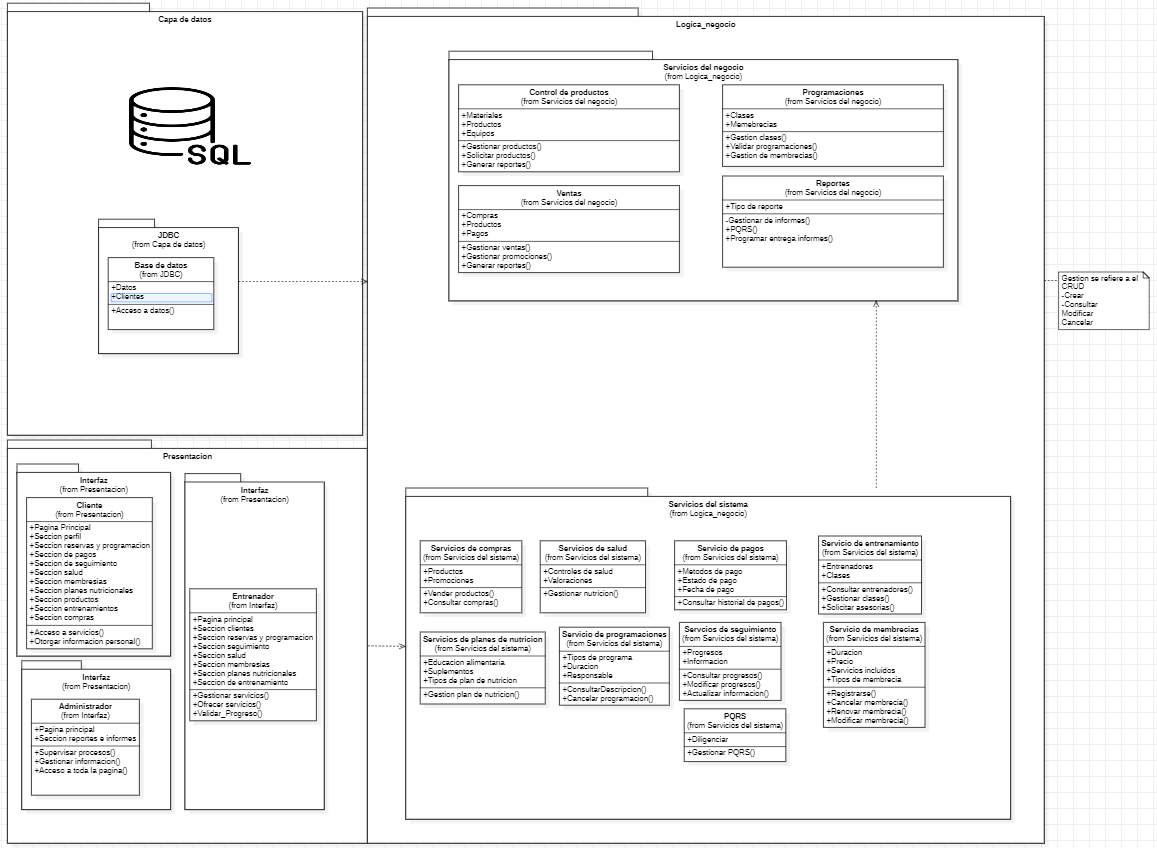 Capa de datos
SQL
JDBC
(from Capa de datos)
Base de datos
(from JDBC)
+Datos
+Clientes
+Acceso a datos()
Logica_negocio
Servicios del negocio
(from Logica_negocio)
Control de productos
(from Servicios del negocio)
+Materiales
+Productos
+Equipos
+Gestionar productos()
+Solicitar productos()
+Generar reportes()
Programaciones
(from Servicios del negocio)
+Clases
+Memebrecias
+Gestion clases()
+Validar programaciones()
+Gestion de membrecias()
Ventas
(from Servicios del negocio)
+Compras
+Productos
+Pagos
+Gestionar ventas()
+Gestionar promociones()
+Generar reportes()
Reportes
(from Servicios del negocio)
+Tipo de reporte
-Gestionar de informes()
+PQRS()
+Programar entrega informes()
Gestion se refiere a el
CRUD
-Crear
-Consultar
Modificar
Cancelar
Presentacion
Interfaz
(from Presentacion)
Cliente
(from Presentacion)
+Pagina Principal
+Seccion perfil
+Seccion reservas y programacion
+Seccion de pagos
+Seccion de seguimiento
+Seccion salud
+Seccion membresias
+Seccion planes nutricionales
+Seccion productos
+Seccion entrenamientos
+Seccion compras
+Acceso a servicios()
+Otorgar informacion personal()
Interfaz
(from Presentacion)
Administrador
(from Interfaz)
+Pagina principal
+Seccion reportes e informes
+Supervisar procesos()
+Gestionar informacion()
+Acceso a toda la pagina()
Interfaz
(from Presentacion)
Entrenador
(from Interfaz)
+Pagina principal
+Seccion clientes
+Seccion reservas y programacion
+Seccion seguimiento
+Seccion salud
+Seccion membresias
+Seccion planes nutricionales
+Seccion de entrenamiento
+Gestionar servicios()
+Ofrecer servicios()
+Validar_Progreso()
Servicios del sistema
(from Logica_negocio)
Servicios de compras
(from Servicios del sistema)
+Productos
+Promociones
+Vender productos()
+Consultar compras()
Servicios de salud
(from Servicios del sistema)
+Controles de salud
+Valoraciones
+Gestionar nutricion()
Servicio de pagos
(from Servicios del sistema)
+Metodos de pago
+Estado de pago
+Fecha de pago
+Consultar historial de pagos()
Servicio de entrenamiento
(from Servicios del sistema)
+Entrenadores
+Clases
+Consultar entrenadores()
+Gestionar clases()
+Solicitar asesorias()
Servicios de planes de nutricion
(from Servicios del sistema)
+Educacion alimentaria
+Suplementos
+Tipos de plan de nutricion
+Gestion plan de nutricion()
Servicio de programaciones
(from Servicios del sistema)
+Tipos de programa
+Duracion
+Responsable
+ConsultarDescripcion()
+Cancelar programacion()
Servcios de seguimiento
(from Servicios del sistema)
+Progresos
+Informacion
+Consultar progresos()
+Modificar progresos()
+Actualizar informacion()
Servicio de membrecias
(from Servicios del sistema)
+Duracion
+Precio
+Servicios incluidos
+Tipos de membrecia
+Registrarse()
+Cancelar membrecia()
+Renovar membrecia()
+Modificar membrecia()
PQRS
(from Servicios del sistema)
+Diligenciar
+Gestionar PQRS()